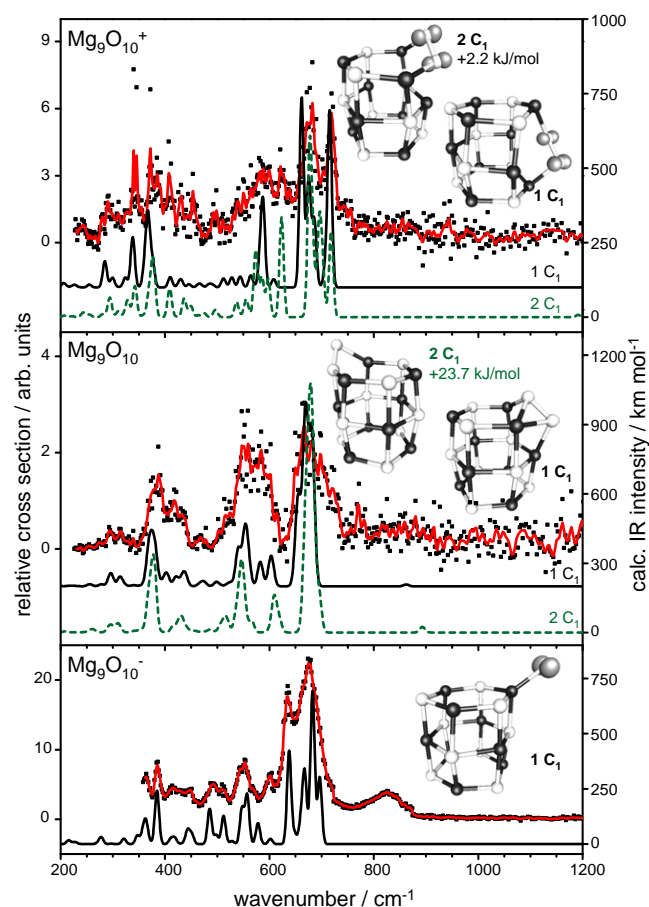 Mg₉O₁₀⁺
9
6
3
0
1000
750
500
250
0
2 C₁
+2.2 kJ/mol
1 C₁
1 C₁
2 C₁
Mg₉O₁₀
4
2
0
1200
900
600
300
0
2 C₁
+23.7 kJ/mol
1 C₁
1 C₁
2 C₁
Mg₉O₁₀⁻
20
10
0
750
500
250
0
1 C₁
200 400 600 800 1000 1200
wavenumber / cm⁻¹
relative cross section / arb. units
calc. IR intensity / km mol⁻¹